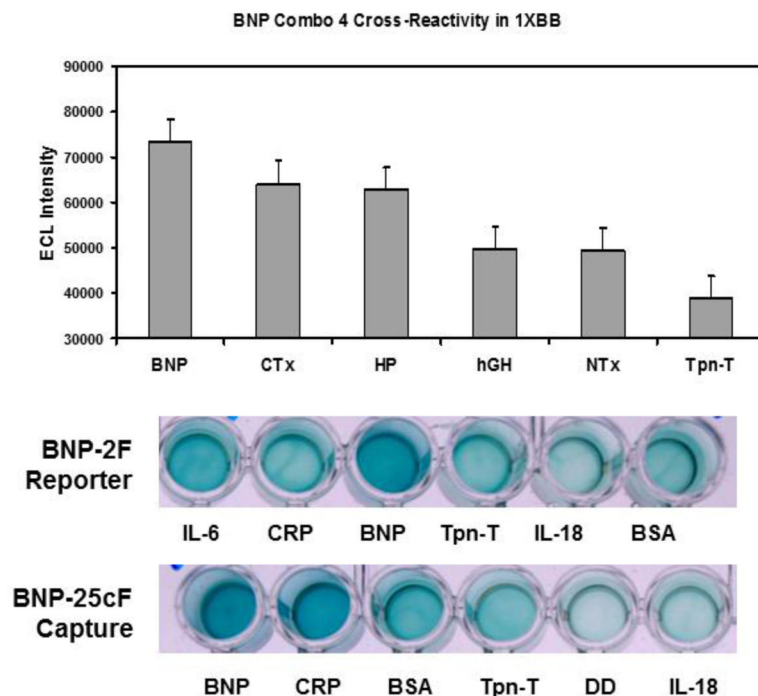 BNP Combo 4 Cross-Reactivity in 1XBB
90000
80000
70000
60000
50000
40000
30000
ECL Intensity
BNP CTx HP hGH NTx Tpn-T
BNP-2F
Reporter
IL-6 CRP BNP Tpn-T IL-18 BSA
BNP-25cF
Capture
BNP CRP BSA Tpn-T DD IL-18